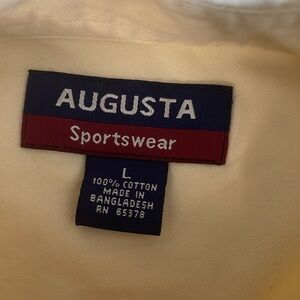 AUGUSTA
Sportswear
L
100% COTTON
MADE IN
BANGLADESH
RN 65378